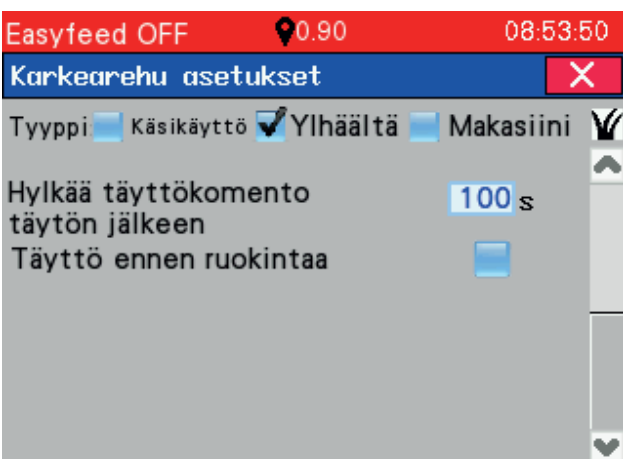 Easyfeed OFF 0.90 08:53:50
Karkearehu asetukset
Tyyppi Käsikäyttö Ylhäältä Makasiini
Hylkää täyttökomento 100 s
täytön jälkeen
Täyttö ennen ruokintaa